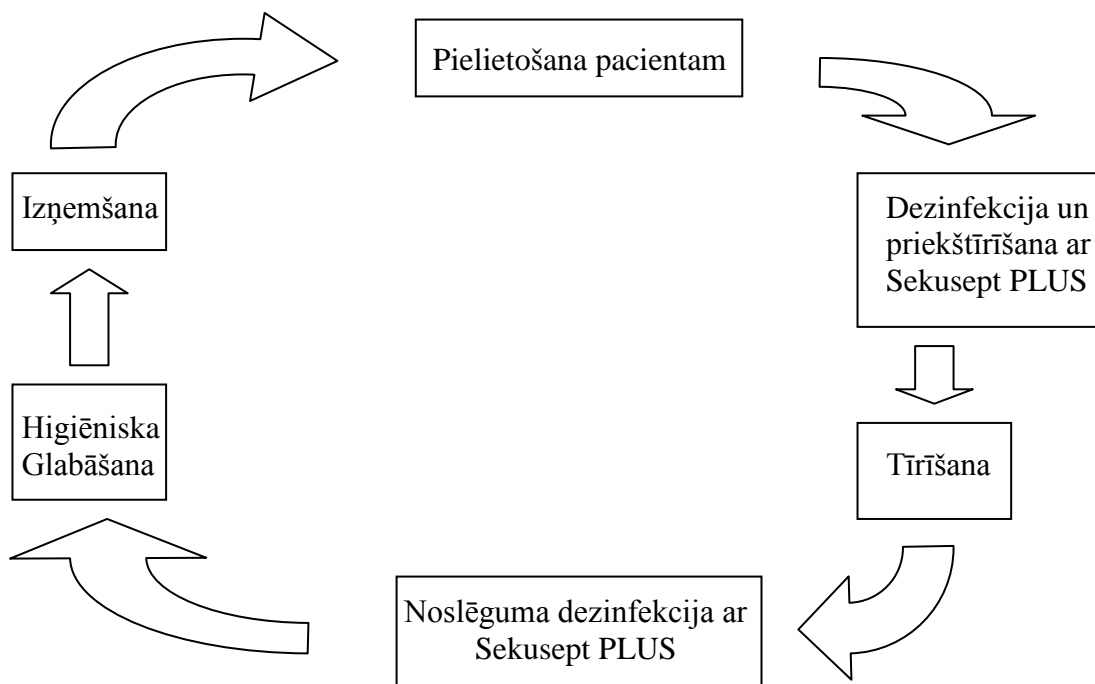 Pielietošana pacientam
Izņemšana
Dezinfekcija un
priekštīrīšana ar
Sekusept PLUS
Higiēniska
Glabāšana
Tīrīšana
Noslēguma dezinfekcija ar
Sekusept PLUS